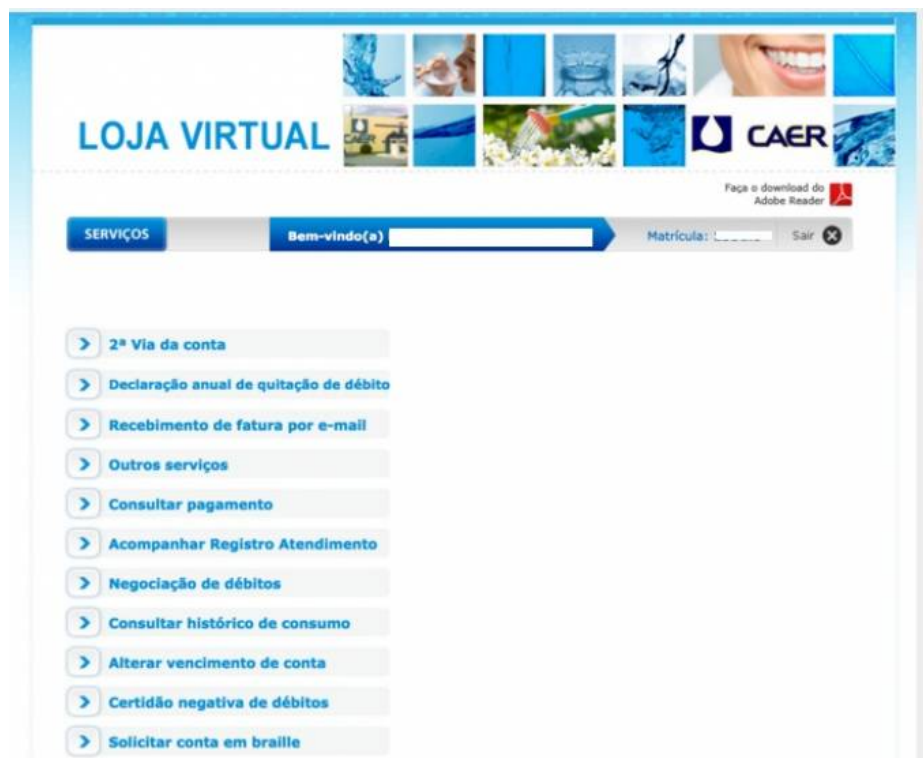 LOJA VIRTUAL
CAER
Faça o download do
Adobe Reader
SERVIÇOS
Bem-vindo(a)
Matrícula:
Sair
2ª Via da conta
Declaração anual de quitação de débito
Recebimento de fatura por e-mail
Outros serviços
Consultar pagamento
Acompanhar Registro Atendimento
Negociação de débitos
Consultar histórico de consumo
Alterar vencimento de conta
Certidão negativa de débitos
Solicitar conta em braille